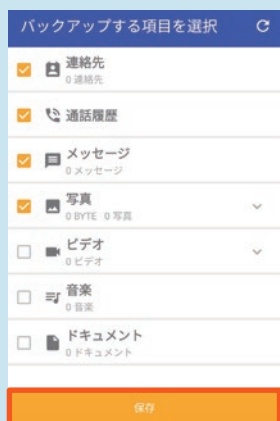 バックアップする項目を選択
連絡先
0 連絡先
通話履歴
メッセージ
0 メッセージ
写真
0 BYTE 0 写真
ビデオ
0 ビデオ
音楽
0 音楽
ドキュメント
0 ドキュメント
保存